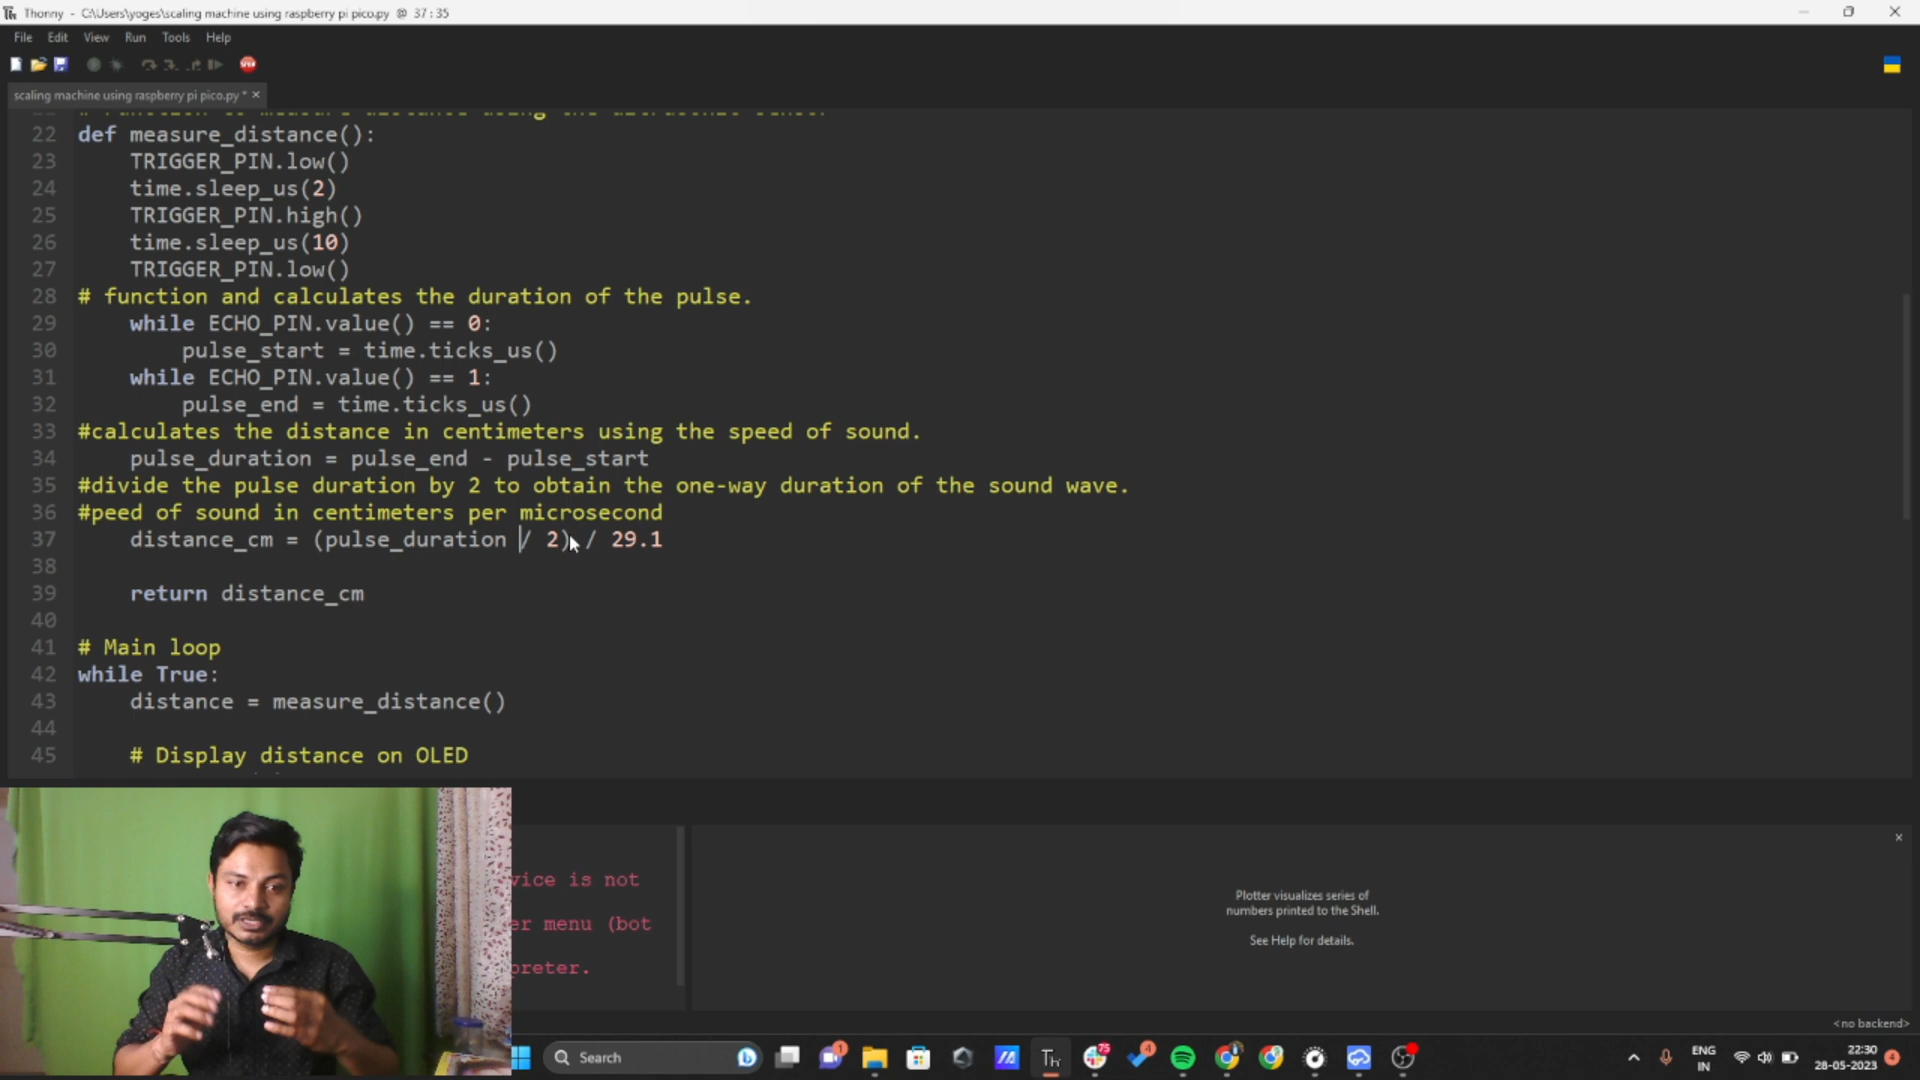 Thonny - C:\Users\yoges\scaling machine using raspberry pi pico.py @ 37 : 35
File Edit View Run Tools Help
STOP
scaling machine using raspberry pi pico.py * ×
22 def measure_distance():
23 TRIGGER_PIN.low()
24 time.sleep_us(2)
25 TRIGGER_PIN.high()
26 time.sleep_us(10)
27 TRIGGER_PIN.low()
28 # function and calculates the duration of the pulse.
29 while ECHO_PIN.value() == 0:
30 pulse_start = time.ticks_us()
31 while ECHO_PIN.value() == 1:
32 pulse_end = time.ticks_us()
33 #calculates the distance in centimeters using the speed of sound.
34 pulse_duration = pulse_end - pulse_start
35 #divide the pulse duration by 2 to obtain the one-way duration of the sound wave.
36 #peed of sound in centimeters per microsecond
37 distance_cm = (pulse_duration / 2) / 29.1
38
39 return distance_cm
40
41 # Main loop
42 while True:
43 distance = measure_distance()
44
45 # Display distance on OLED
vice is not
er menu (bot
preter.
Plotter visualizes series of
numbers printed to the Shell.
See Help for details.
<no backend>
Search
1
Th
75
4
ENG
IN
22:30
28-05-2023
4